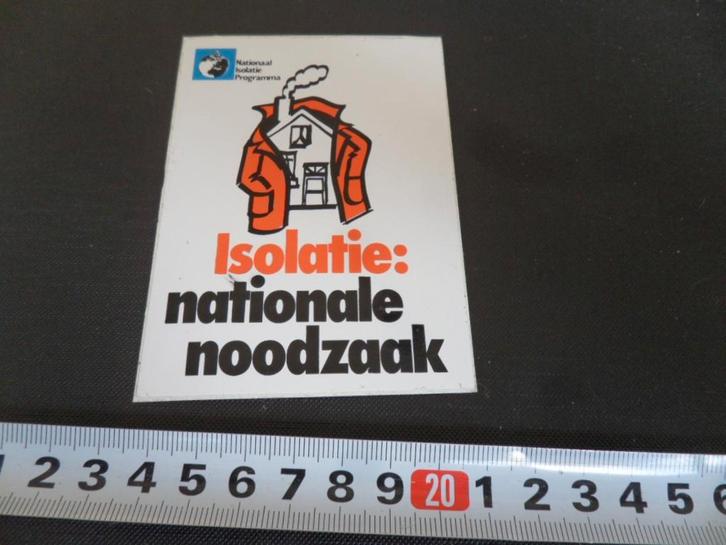 Nationaal
Isolatie
Programma
Isolatie:
nationale
noodzaak
1 2 3 4 5 6 7 8 9 20 1 2 3 4 5 6